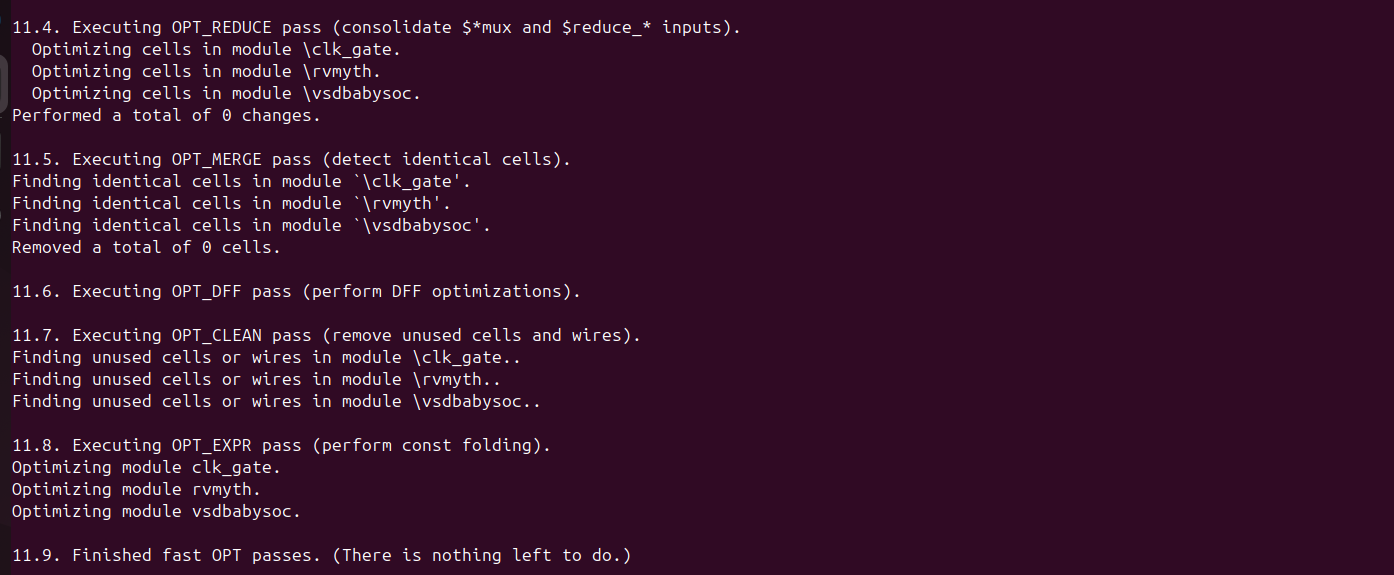 11.4. Executing OPT_REDUCE pass (consolidate $*mux and $reduce_* inputs).
  Optimizing cells in module \clk_gate.
  Optimizing cells in module \rvmyth.
  Optimizing cells in module \vsdbabysoc.
Performed a total of 0 changes.

11.5. Executing OPT_MERGE pass (detect identical cells).
Finding identical cells in module `\clk_gate'.
Finding identical cells in module `\rvmyth'.
Finding identical cells in module `\vsdbabysoc'.
Removed a total of 0 cells.

11.6. Executing OPT_DFF pass (perform DFF optimizations).

11.7. Executing OPT_CLEAN pass (remove unused cells and wires).
Finding unused cells or wires in module \clk_gate..
Finding unused cells or wires in module \rvmyth..
Finding unused cells or wires in module \vsdbabysoc..

11.8. Executing OPT_EXPR pass (perform const folding).
Optimizing module clk_gate.
Optimizing module rvmyth.
Optimizing module vsdbabysoc.

11.9. Finished fast OPT passes. (There is nothing left to do.)